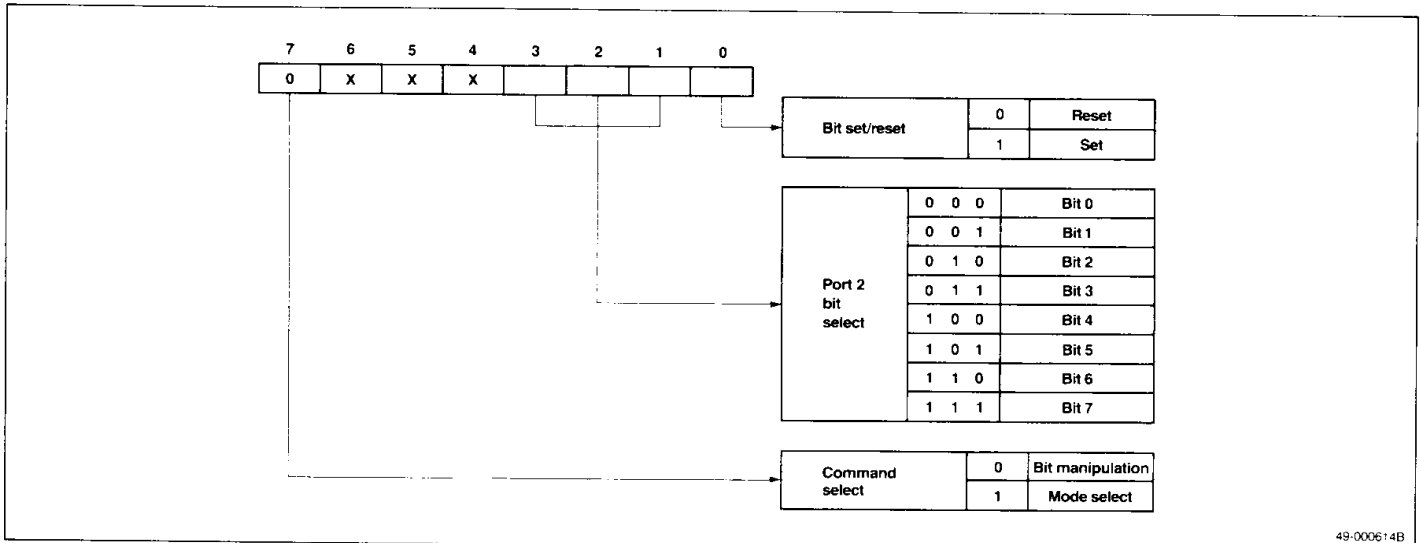 7 6 5 4 3 2 1 0
0 X X X
Bit set/reset
0 Reset
1 Set
Port 2
bit
select
0 0 0 Bit 0
0 0 1 Bit 1
0 1 0 Bit 2
0 1 1 Bit 3
1 0 0 Bit 4
1 0 1 Bit 5
1 1 0 Bit 6
1 1 1 Bit 7
Command
select
0 Bit manipulation
1 Mode select
49-000614B